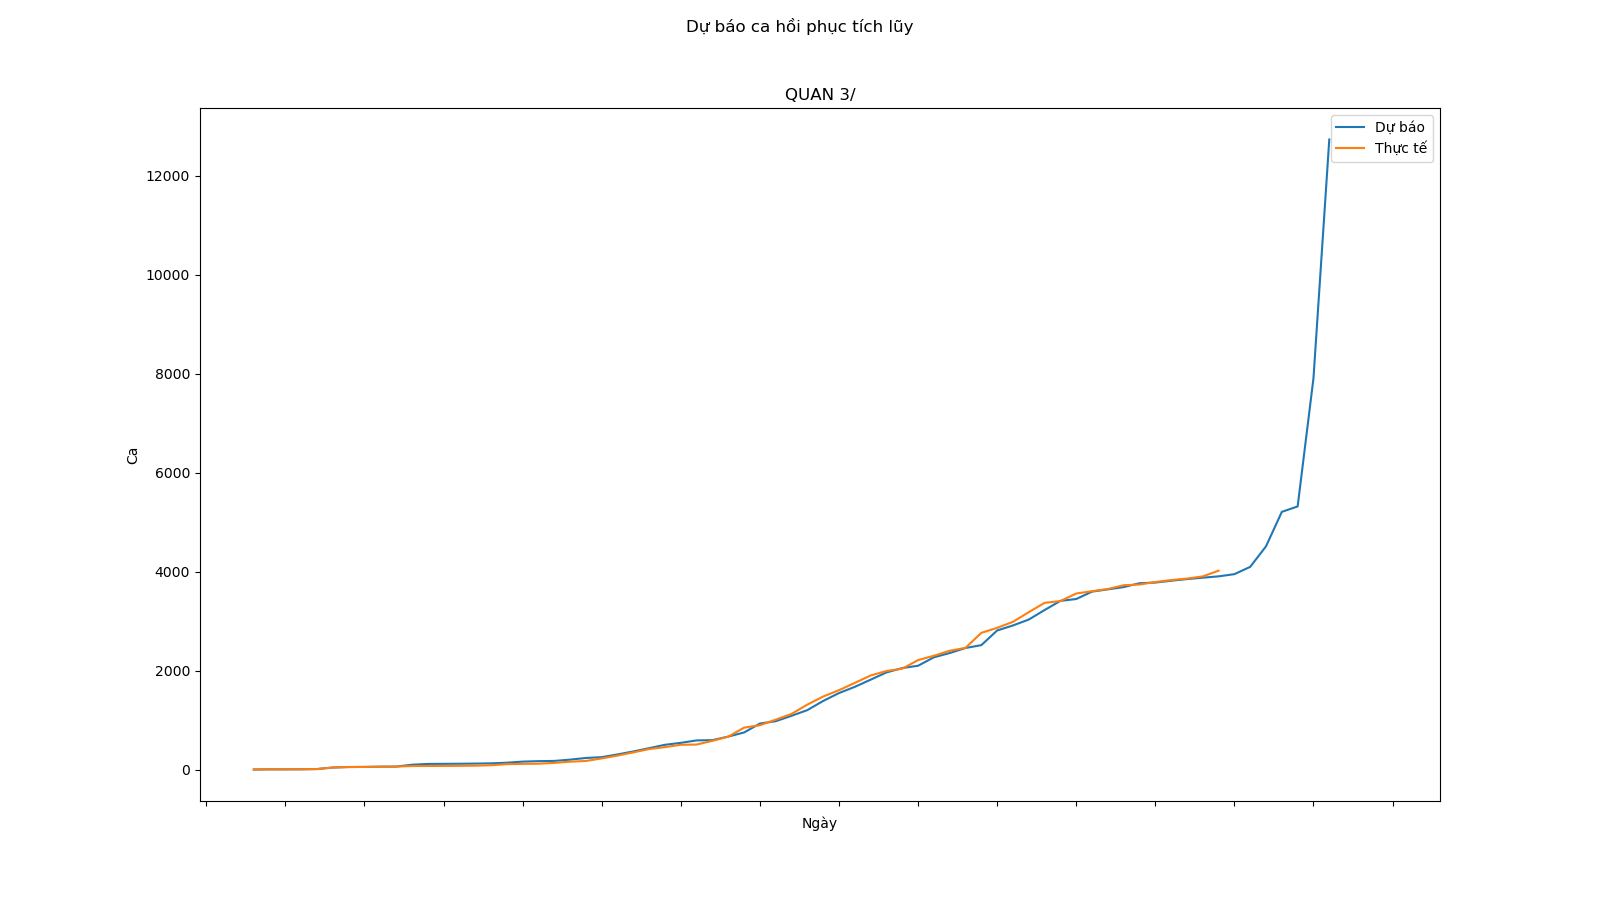 Dự báo ca hồi phục tích lũy
QUAN 3/
Dự báo
Thực tế
12000
10000
8000
6000
4000
2000
0
Ca
Ngày